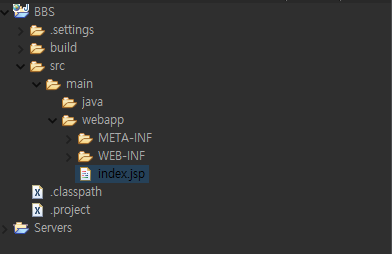 BBS
.settings
build
src
main
java
webapp
META-INF
WEB-INF
index.jsp
.classpath
.project
Servers